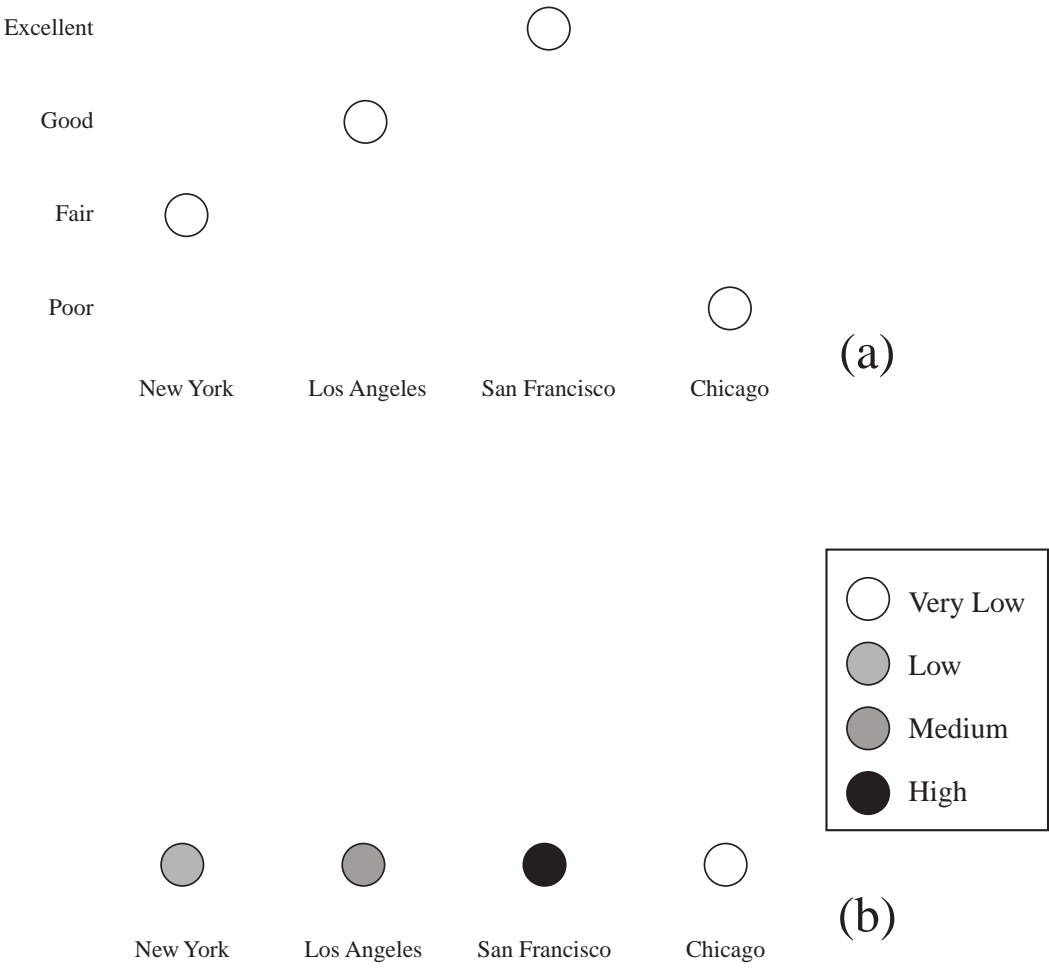 Excellent
Good
Fair
Poor
(a)
New York Los Angeles San Francisco Chicago
Very Low
Low
Medium
High
(b)
New York Los Angeles San Francisco Chicago